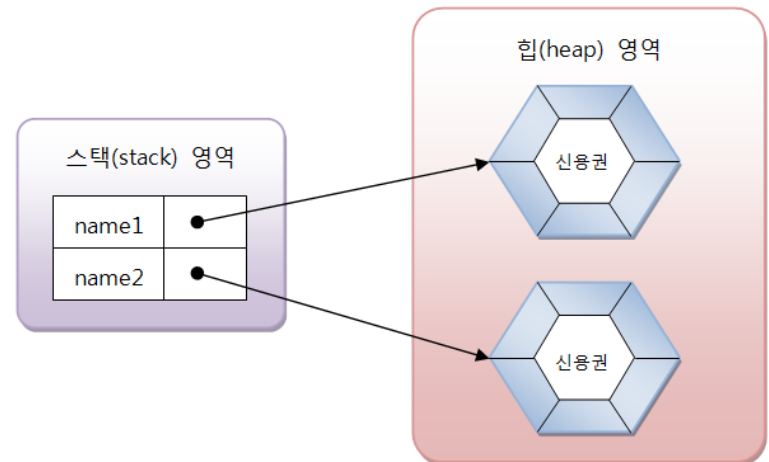 힙(heap) 영역
신용권
스택(stack) 영역
name1
name2
신용권